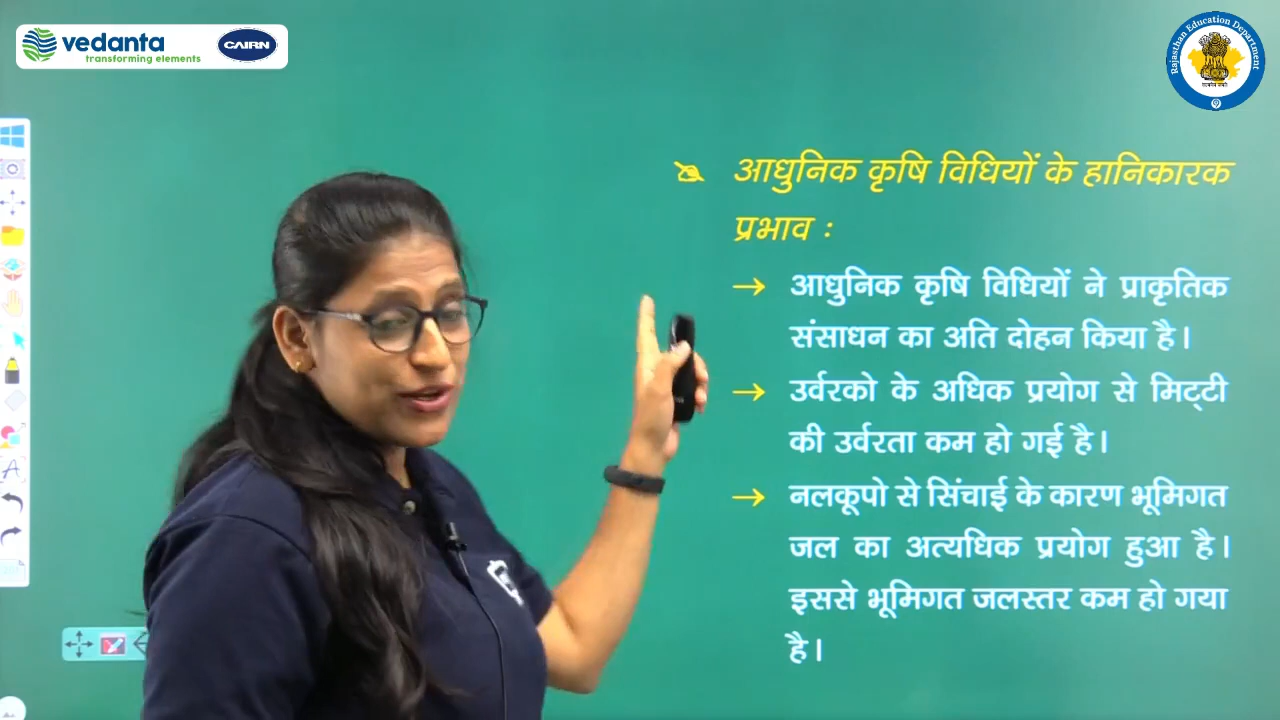 vedanta
transforming elements
CAIRN
Rajasthan Education Department
आधुनिक कृषि विधियों के हानिकारक
प्रभाव :
→ आधुनिक कृषि विधियों ने प्राकृतिक
संसाधन का अति दोहन किया है।
→ उर्वरको के अधिक प्रयोग से मिट्टी
की उर्वरता कम हो गई है।
→ नलकूपो से सिंचाई के कारण भूमिगत
जल का अत्यधिक प्रयोग हुआ है।
इससे भूमिगत जलस्तर कम हो गया
है।